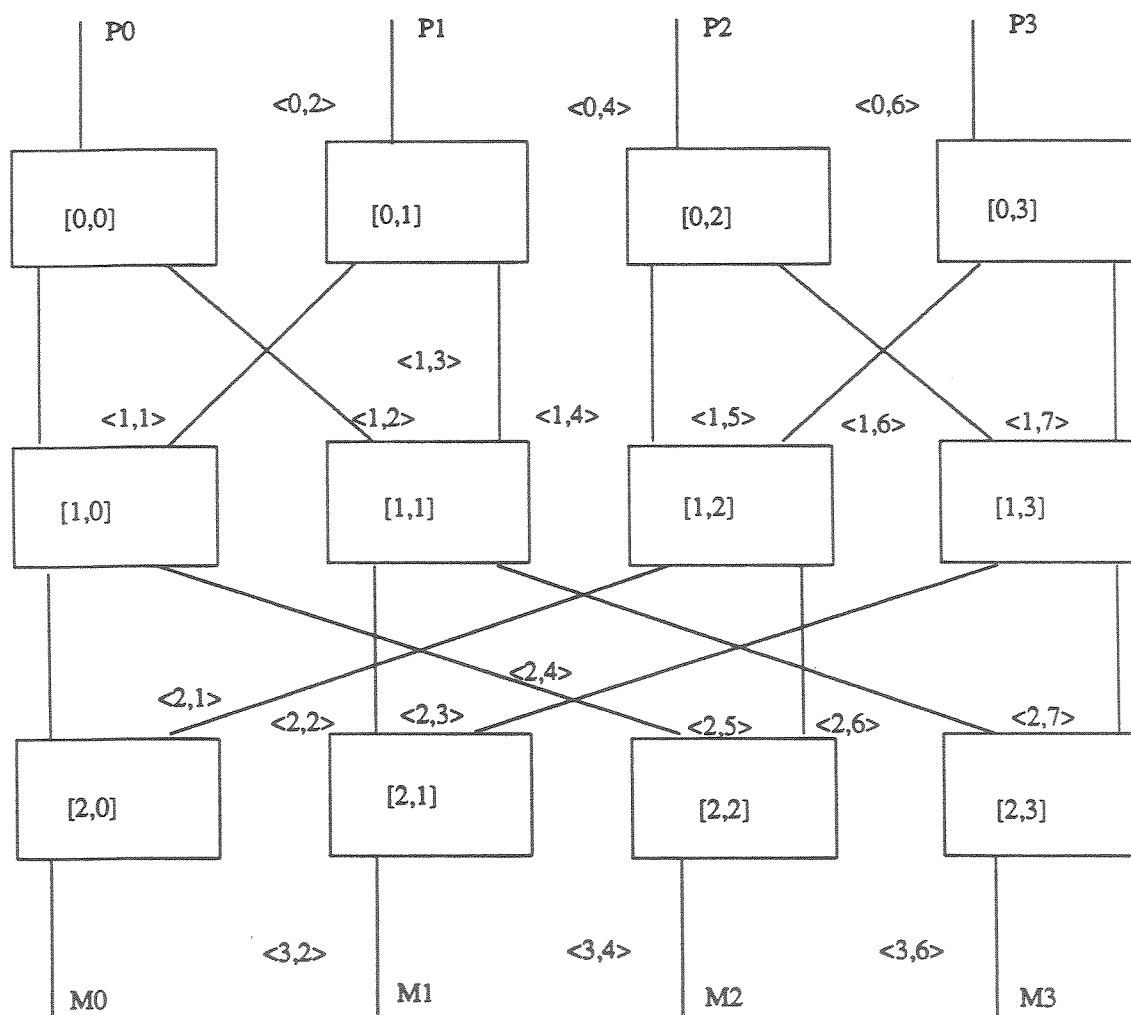 P0 P1 P2 P3
<0,2> <0,4> <0,6>
[0,0] [0,1] [0,2] [0,3]
<1,3>
<1,1> <1,2> <1,4> <1,5> <1,6> <1,7>
[1,0] [1,1] [1,2] [1,3]
<2,4>
<2,1> <2,2> <2,3> <2,5> <2,6> <2,7>
[2,0] [2,1] [2,2] [2,3]
<3,2> <3,4> <3,6>
M0 M1 M2 M3